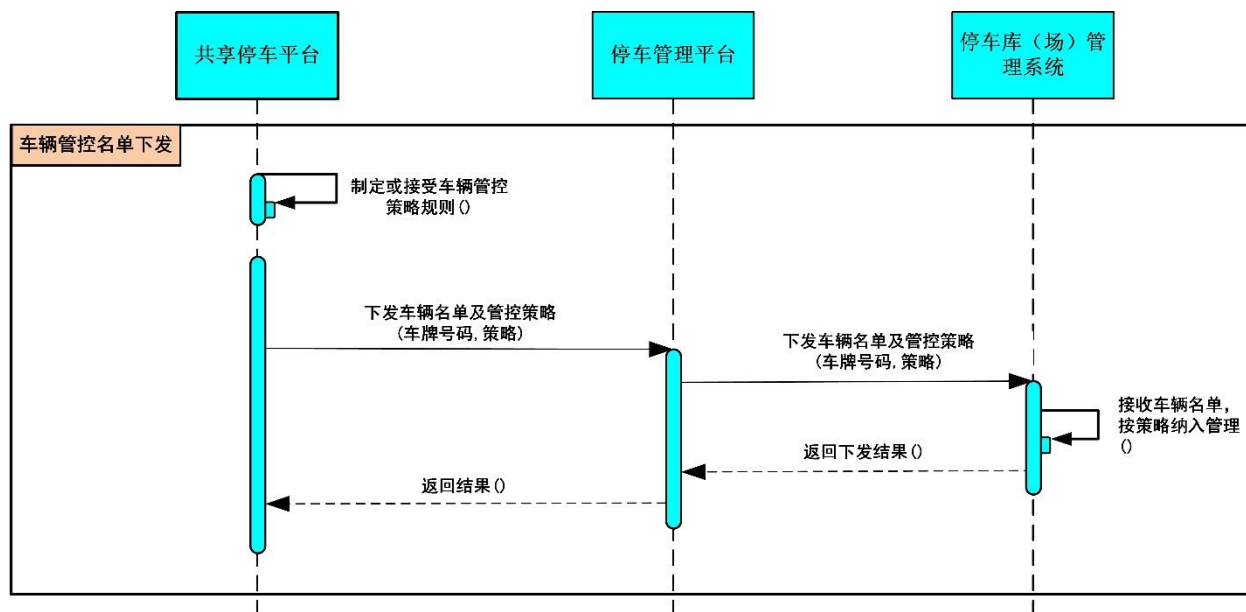 共享停车平台
停车管理平台
停车库（场）管
理系统
车辆管控名单下发
制定或接受车辆管控
策略规则()
下发车辆名单及管控策略
(车牌号码,策略)
下发车辆名单及管控策略
(车牌号码,策略)
接收车辆名单，
按策略纳入管理
()
返回下发结果()
返回结果()